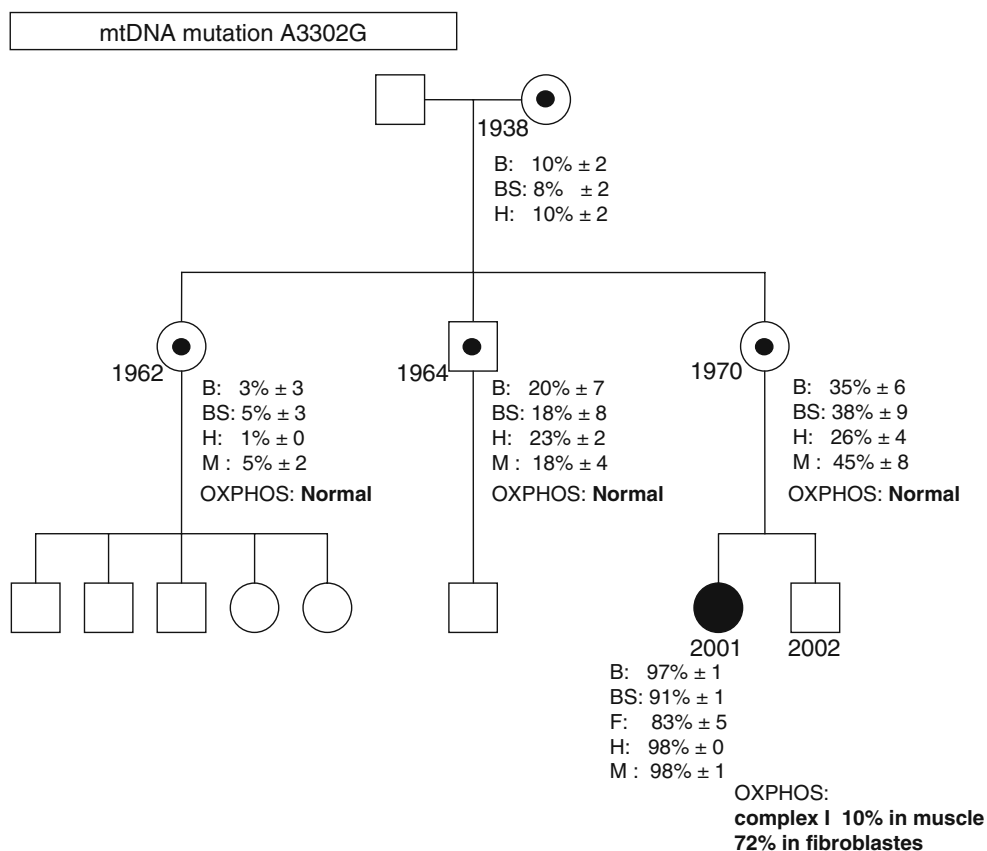 mtDNA mutation A3302G
1938
B: 10% ± 2
BS: 8% ± 2
H: 10% ± 2
1962
B: 3% ± 3
BS: 5% ± 3
H: 1% ± 0
M : 5% ± 2
OXPHOS: Normal
1964
B: 20% ± 7
BS: 18% ± 8
H: 23% ± 2
M : 18% ± 4
OXPHOS: Normal
1970
B: 35% ± 6
BS: 38% ± 9
H: 26% ± 4
M : 45% ± 8
OXPHOS: Normal
2001
B: 97% ± 1
BS: 91% ± 1
F: 83% ± 5
H: 98% ± 0
M : 98% ± 1
OXPHOS:
complex I 10% in muscle
72% in fibroblastes
2002